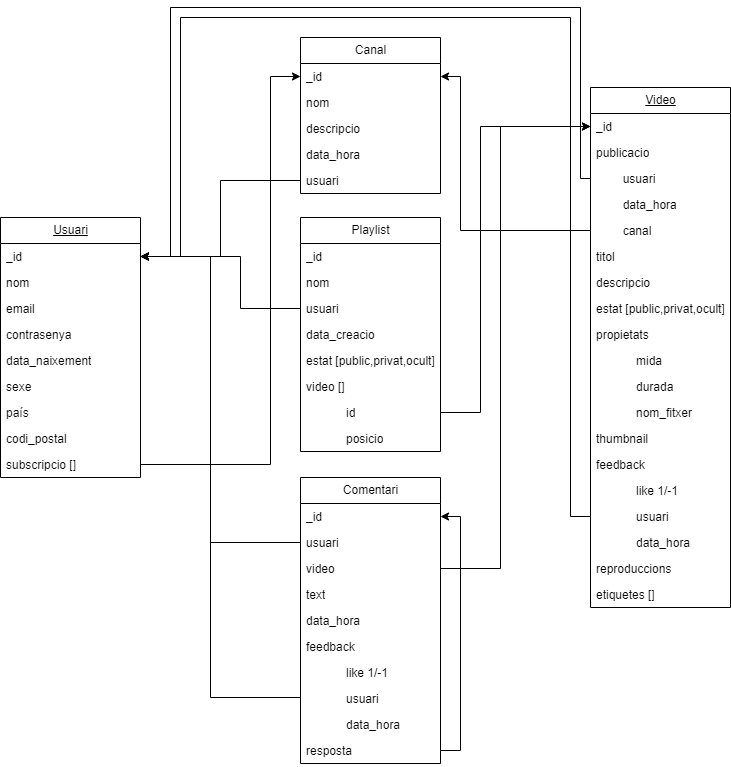 Canal
_id
nom
descripcio
data_hora
usuari
Video
_id
publicacio
usuari
data_hora
canal
titol
descripcio
estat [public,privat,ocult]
propietats
mida
durada
nom_fitxer
thumbnail
feedback
like 1/-1
usuari
data_hora
reproduccions
etiquetes []
Usuari
_id
nom
email
contrasenya
data_naixement
sexe
país
codi_postal
subscripcio []
Playlist
_id
nom
usuari
data_creacio
estat [public,privat,ocult]
video []
id
posicio
Comentari
_id
usuari
video
text
data_hora
feedback
like 1/-1
usuari
data_hora
resposta